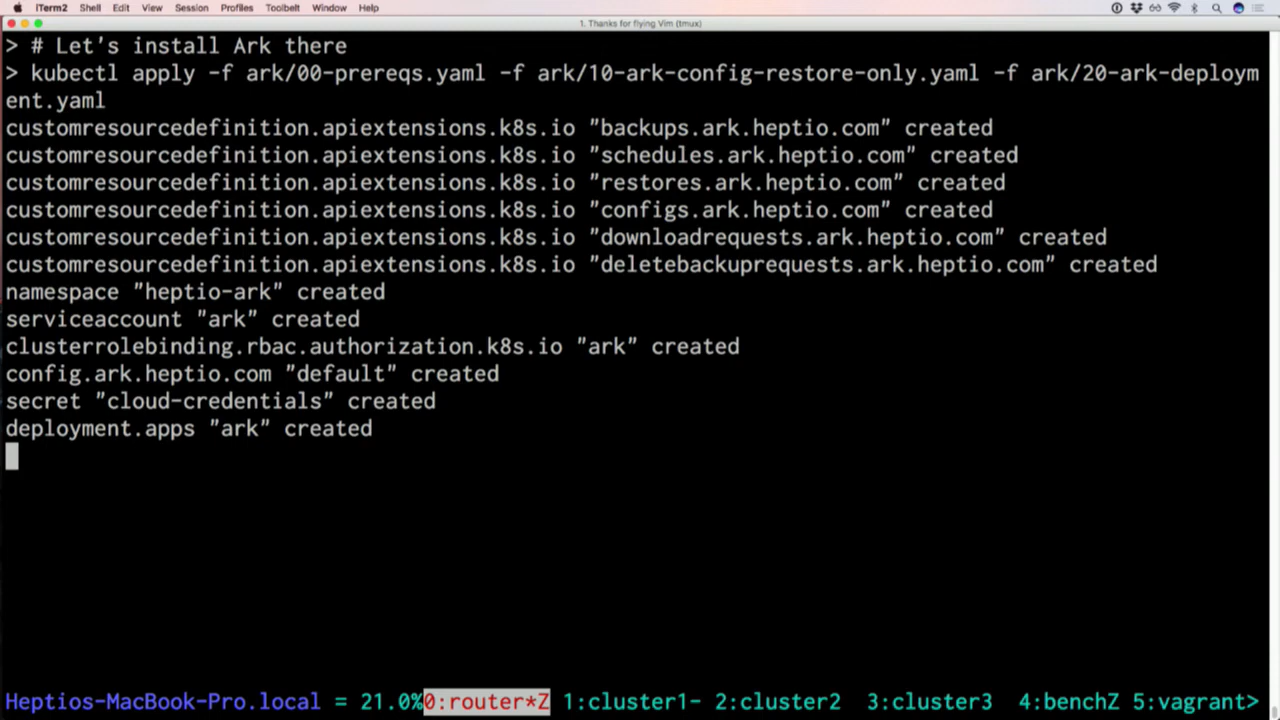 iTerm2 Shell Edit View Session Profiles Toolbelt Window Help
1. Thanks for flying Vim (tmux)
> # Let's install Ark there
> kubectl apply -f ark/00-prereqs.yaml -f ark/10-ark-config-restore-only.yaml -f ark/20-ark-deploym
ent.yaml
customresourcedefinition.apiextensions.k8s.io "backups.ark.heptio.com" created
customresourcedefinition.apiextensions.k8s.io "schedules.ark.heptio.com" created
customresourcedefinition.apiextensions.k8s.io "restores.ark.heptio.com" created
customresourcedefinition.apiextensions.k8s.io "configs.ark.heptio.com" created
customresourcedefinition.apiextensions.k8s.io "downloadrequests.ark.heptio.com" created
customresourcedefinition.apiextensions.k8s.io "deletebackuprequests.ark.heptio.com" created
namespace "heptio-ark" created
serviceaccount "ark" created
clusterrolebinding.rbac.authorization.k8s.io "ark" created
config.ark.heptio.com "default" created
secret "cloud-credentials" created
deployment.apps "ark" created
Heptios-MacBook-Pro.local = 21.0%0:router*Z 1:cluster1- 2:cluster2 3:cluster3 4:benchZ 5:vagrant>